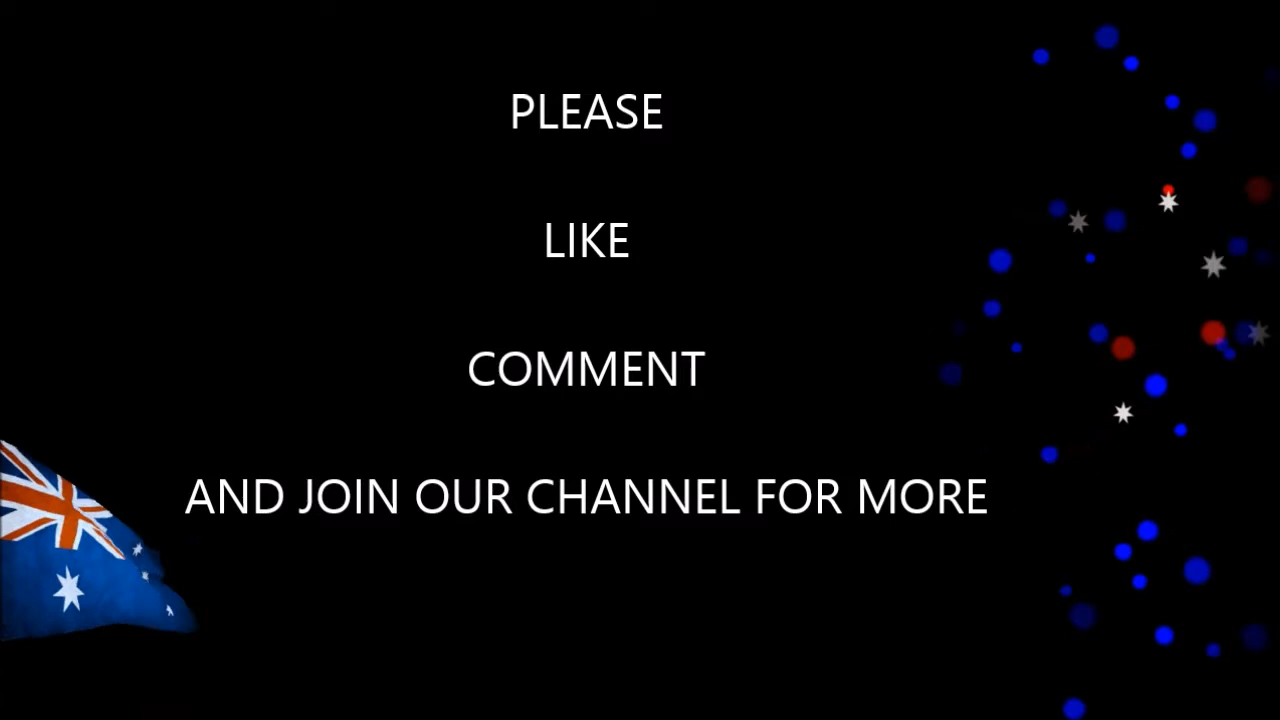 PLEASE
LIKE
COMMENT
AND JOIN OUR CHANNEL FOR MORE